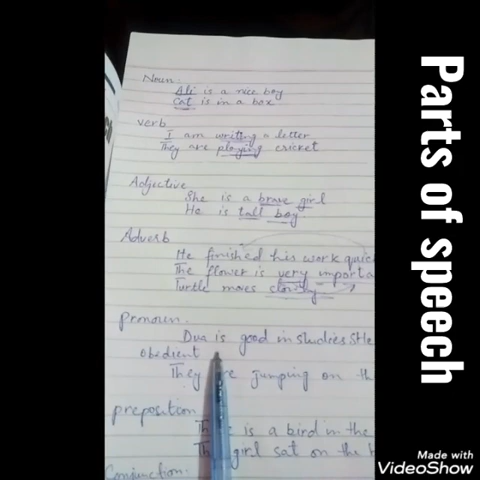 Noun.
Ali is a nice boy
Cat is in a box
verb
I am writing a letter
They are playing cricket
Adjective
She is a brave girl
He is tall boy
Adverb
He finished his work
The flower is very
Turtle moves slowly
pronoun.
Dua is good in studies SHe
obedient
They are jumping on
preposition
is a bird in the
girl sat on the
Conjunction.
Parts of speech
Made with
VideoShow